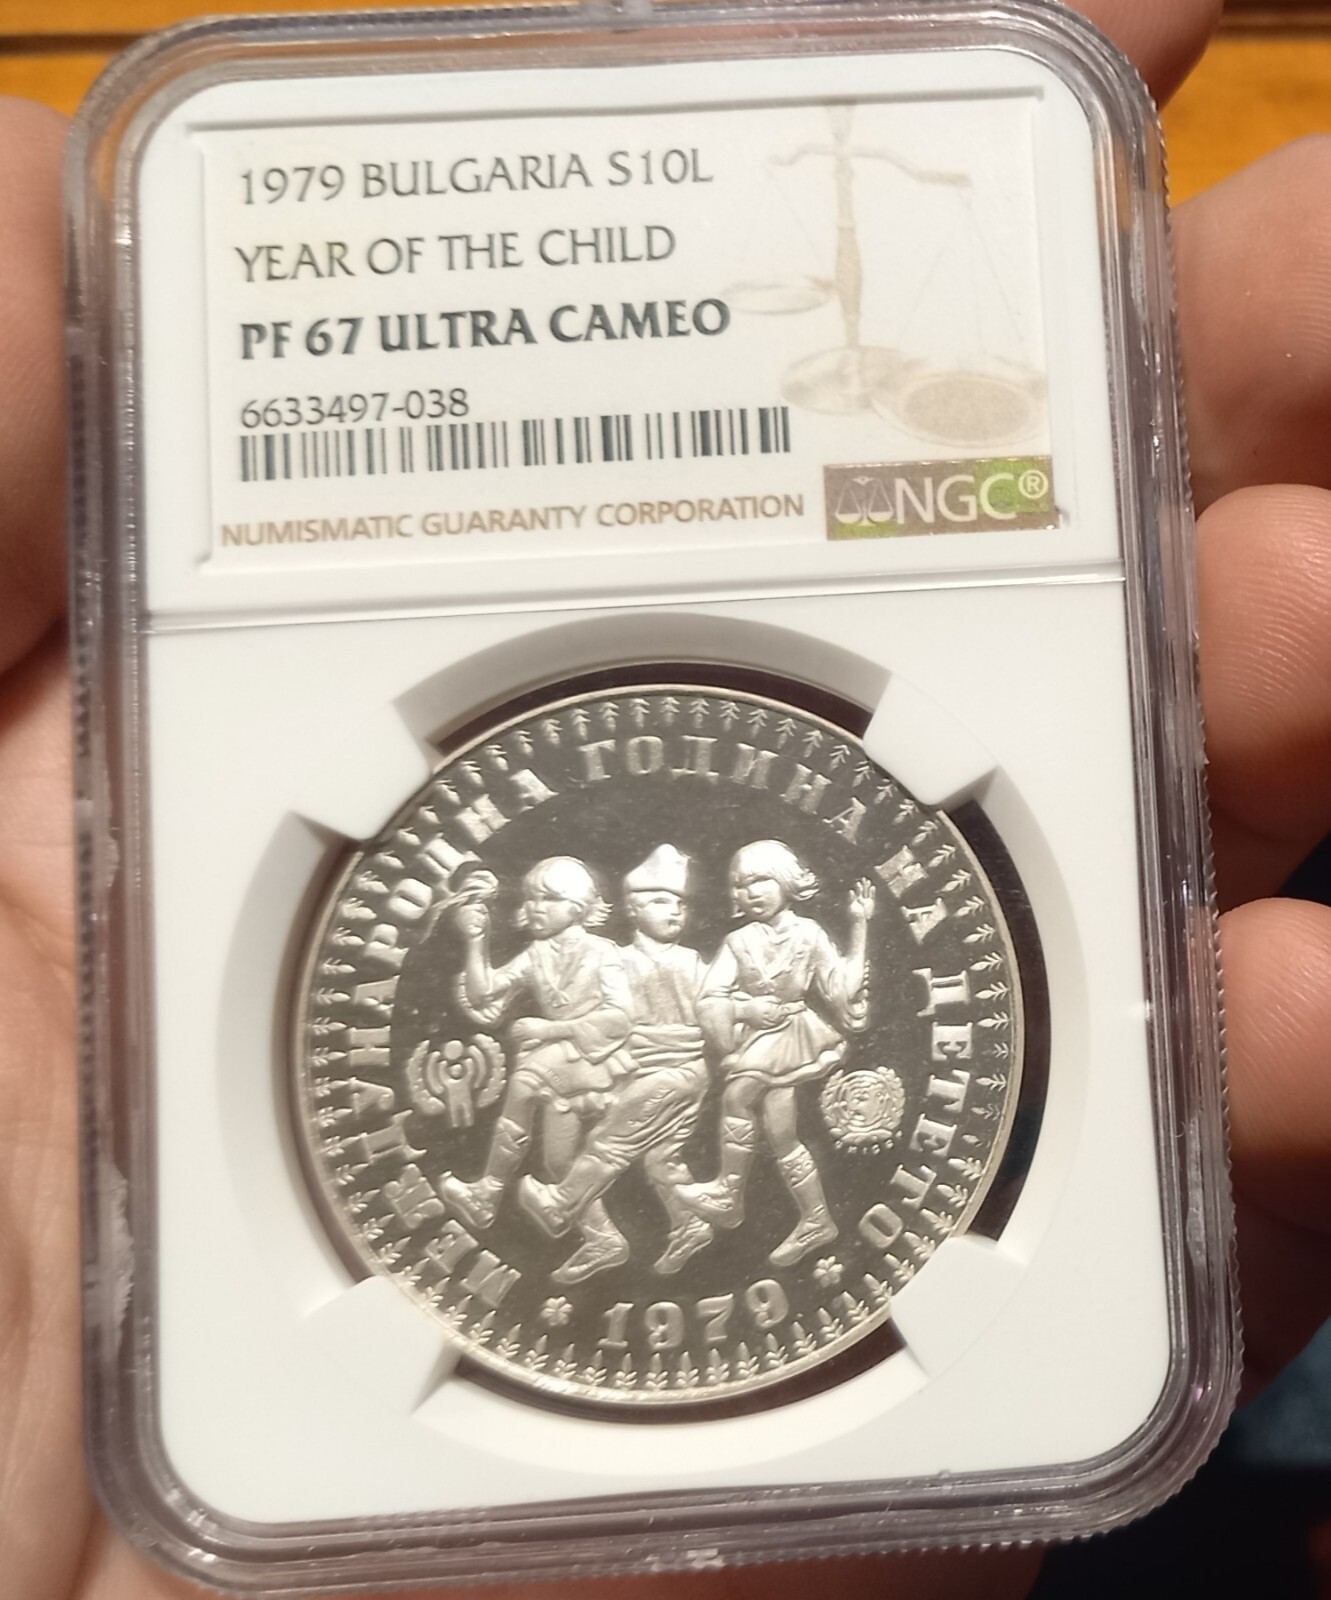 1979 BULGARIA S10L
YEAR OF THE CHILD
PF 67 ULTRA CAMEO
6633497-038
NUMISMATIC GUARANTY CORPORATION
NGC®
МЕЖДУНАРОДНА ГОДИНА НА ДЕТЕТО
1979